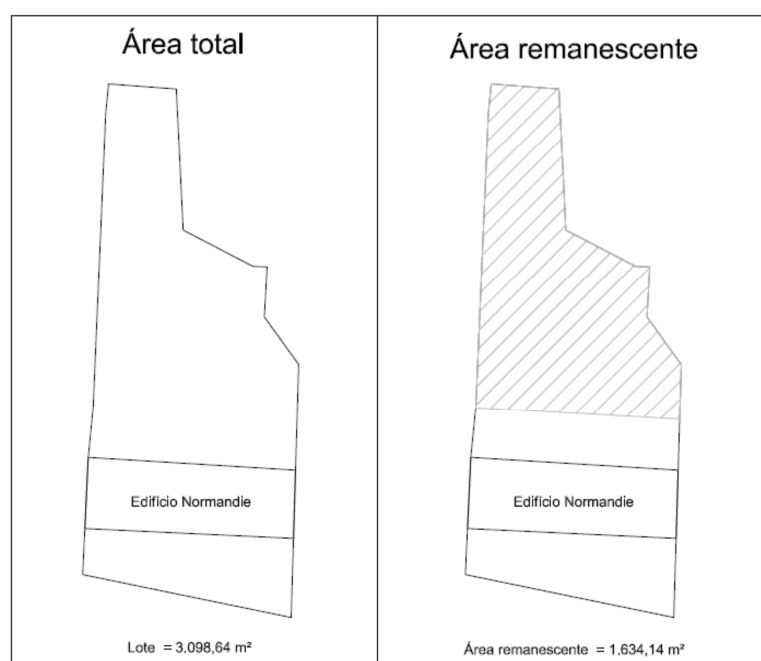 Área total
Edifício Normandie
Lote = 3.098,64 m²
Área remanescente
Edifício Normandie
Área remanescente = 1.634,14 m²